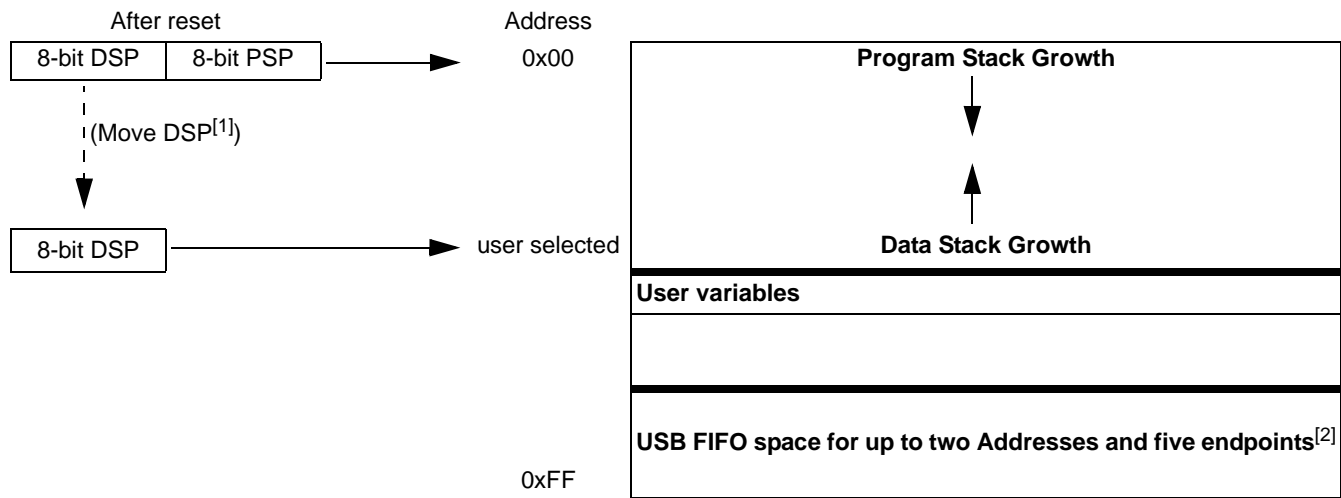 After reset
Address
8-bit DSP
8-bit PSP
0x00
Program Stack Growth
(Move DSP[1])
8-bit DSP
user selected
Data Stack Growth
User variables
USB FIFO space for up to two Addresses and five endpoints[2]
0xFF